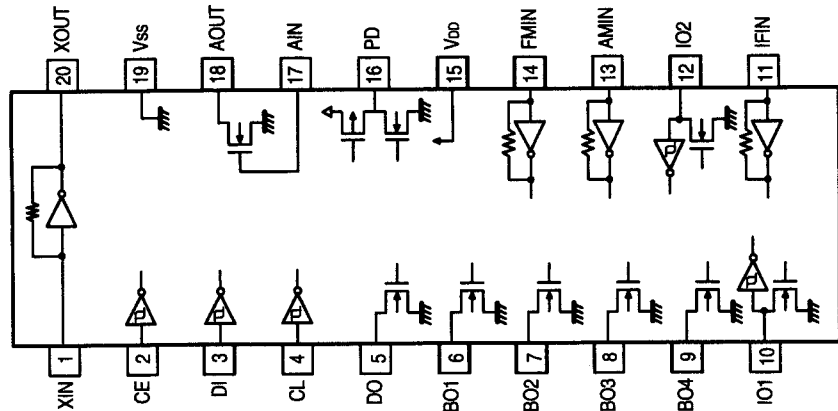 XOUT
VSS
AOUT
AIN
PD
VDD
FMIN
AMIN
IO2
IFIN
20
19
18
17
16
15
14
13
12
11
1
2
3
4
5
6
7
8
9
10
XIN
CE
DI
CL
DO
BO1
BO2
BO3
BO4
IO1